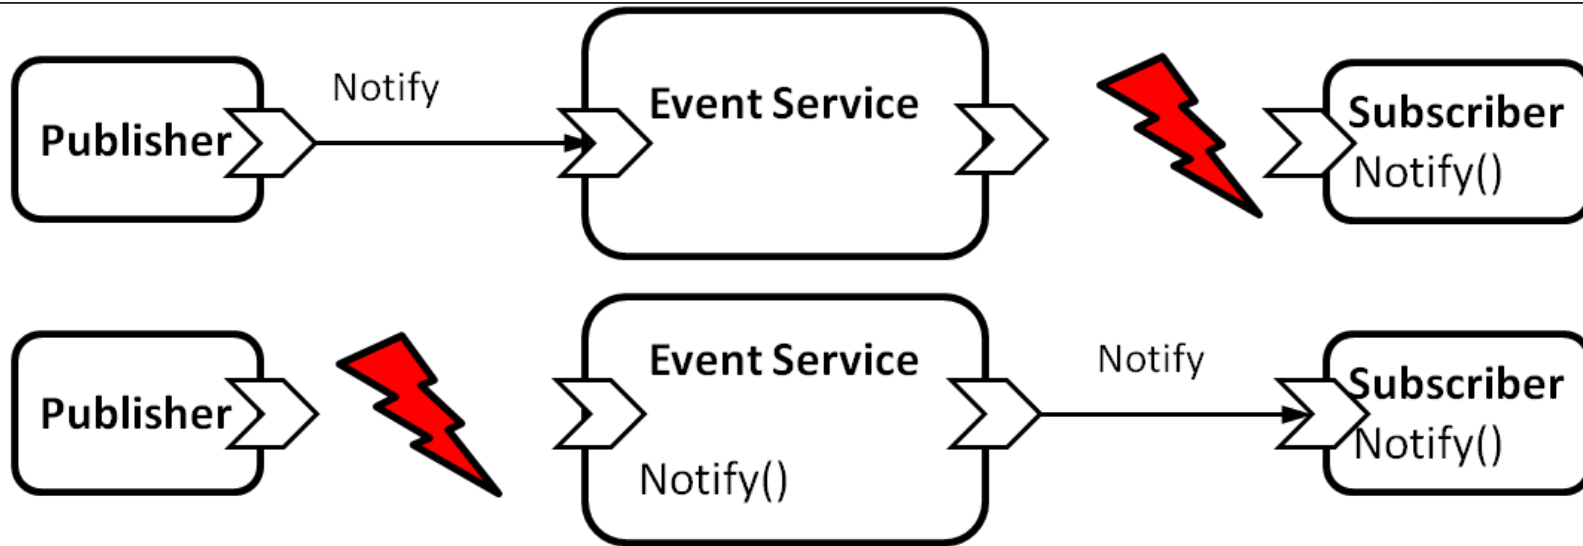 Notify
Event Service
Publisher
Subscriber
Notify()
Event Service
Notify
Publisher
Subscriber
Notify()
Notify()